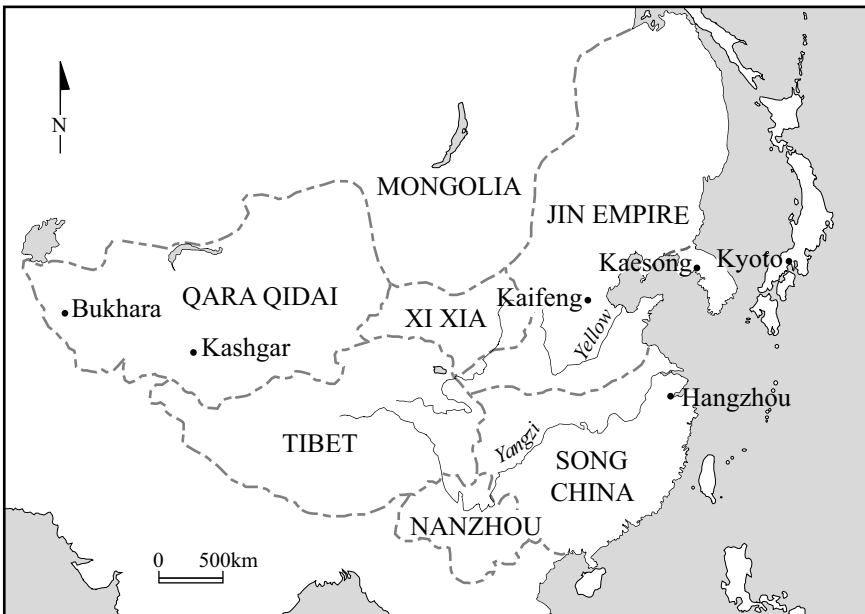 N
MONGOLIA
JIN EMPIRE
Kaesong
Kyoto
QARA QIDAI
Bukhara
Kaifeng
XI XIA
Yellow
Kashgar
Hangzhou
TIBET
Yangzi
SONG
CHINA
NANZHOU
0 500km